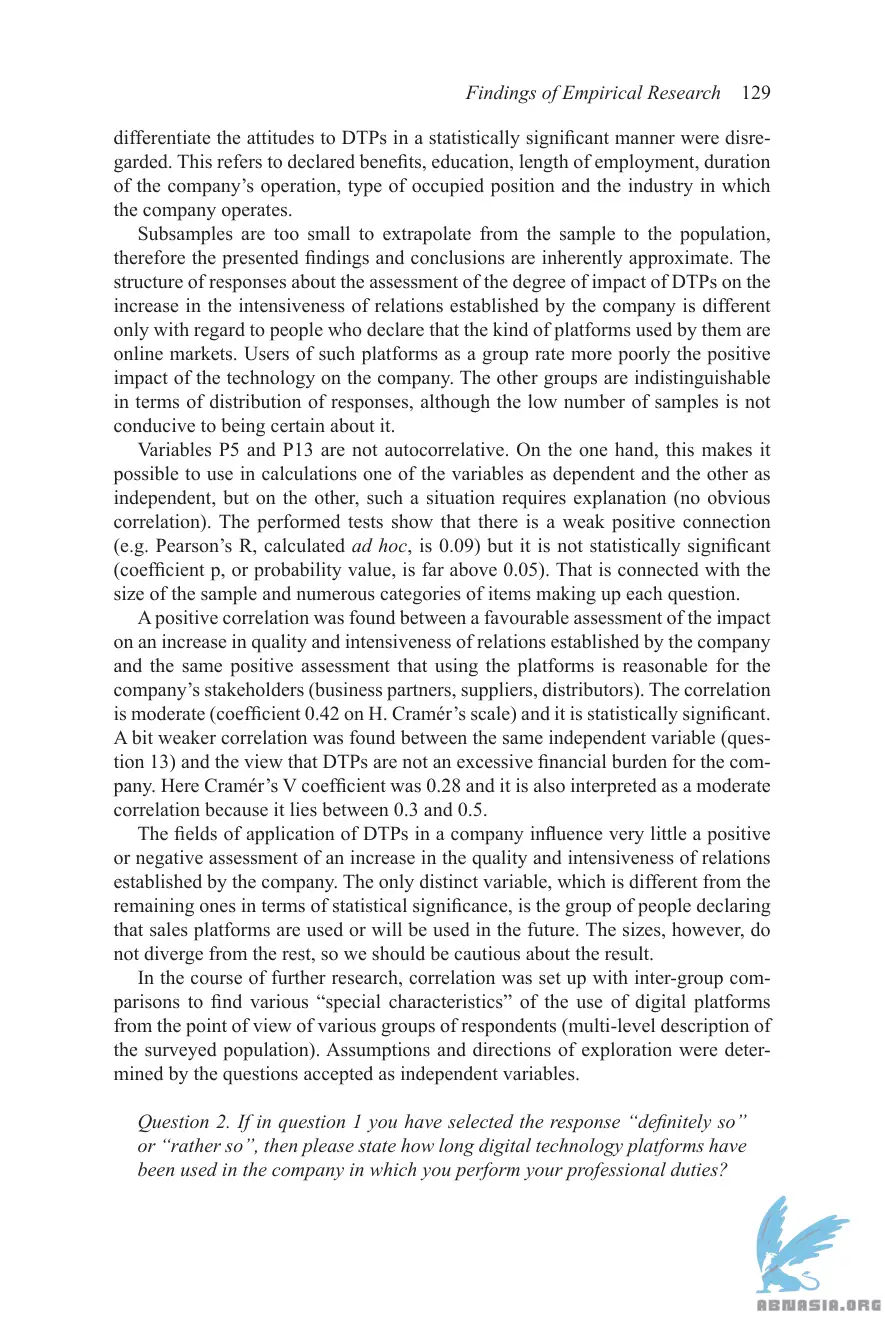 Findings of Empirical Research 129
differentiate the attitudes to DTPs in a statistically significant manner were disre-
garded. This refers to declared benefits, education, length of employment, duration
of the company's operation, type of occupied position and the industry in which
the company operates.
Subsamples are too small to extrapolate from the sample to the population,
therefore the presented findings and conclusions are inherently approximate. The
structure of responses about the assessment of the degree of impact of DTPs on the
increase in the intensiveness of relations established by the company is different
only with regard to people who declare that the kind of platforms used by them are
online markets. Users of such platforms as a group rate more poorly the positive
impact of the technology on the company. The other groups are indistinguishable
in terms of distribution of responses, although the low number of samples is not
conducive to being certain about it.
Variables P5 and P13 are not autocorrelative. On the one hand, this makes it
possible to use in calculations one of the variables as dependent and the other as
independent, but on the other, such a situation requires explanation (no obvious
correlation). The performed tests show that there is a weak positive connection
(e.g. Pearson's R, calculated ad hoc, is 0.09) but it is not statistically significant
(coefficient p, or probability value, is far above 0.05). That is connected with the
size of the sample and numerous categories of items making up each question.
A positive correlation was found between a favourable assessment of the impact
on an increase in quality and intensiveness of relations established by the company
and the same positive assessment that using the platforms is reasonable for the
company's stakeholders (business partners, suppliers, distributors). The correlation
is moderate (coefficient 0.42 on H. Cramér's scale) and it is statistically significant.
A bit weaker correlation was found between the same independent variable (ques-
tion 13) and the view that DTPs are not an excessive financial burden for the com-
pany. Here Cramér's V coefficient was 0.28 and it is also interpreted as a moderate
correlation because it lies between 0.3 and 0.5.
The fields of application of DTPs in a company influence very little a positive
or negative assessment of an increase in the quality and intensiveness of relations
established by the company. The only distinct variable, which is different from the
remaining ones in terms of statistical significance, is the group of people declaring
that sales platforms are used or will be used in the future. The sizes, however, do
not diverge from the rest, so we should be cautious about the result.
In the course of further research, correlation was set up with inter-group com-
parisons to find various “special characteristics” of the use of digital platforms
from the point of view of various groups of respondents (multi-level description of
the surveyed population). Assumptions and directions of exploration were deter-
mined by the questions accepted as independent variables.
Question 2. If in question 1 you have selected the response “definitely so”
or “rather so”, then please state how long digital technology platforms have
been used in the company in which you perform your professional duties?
ABNASIA.ORG